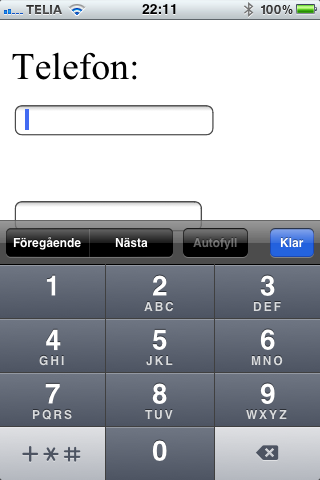 TELIA 22:11 100%
Telefon:
Föregående Nästa Autofyll Klar
1 2 ABC 3 DEF
4 GHI 5 JKL 6 MNO
7 PQRS 8 TUV 9 WXYZ
+*# 0